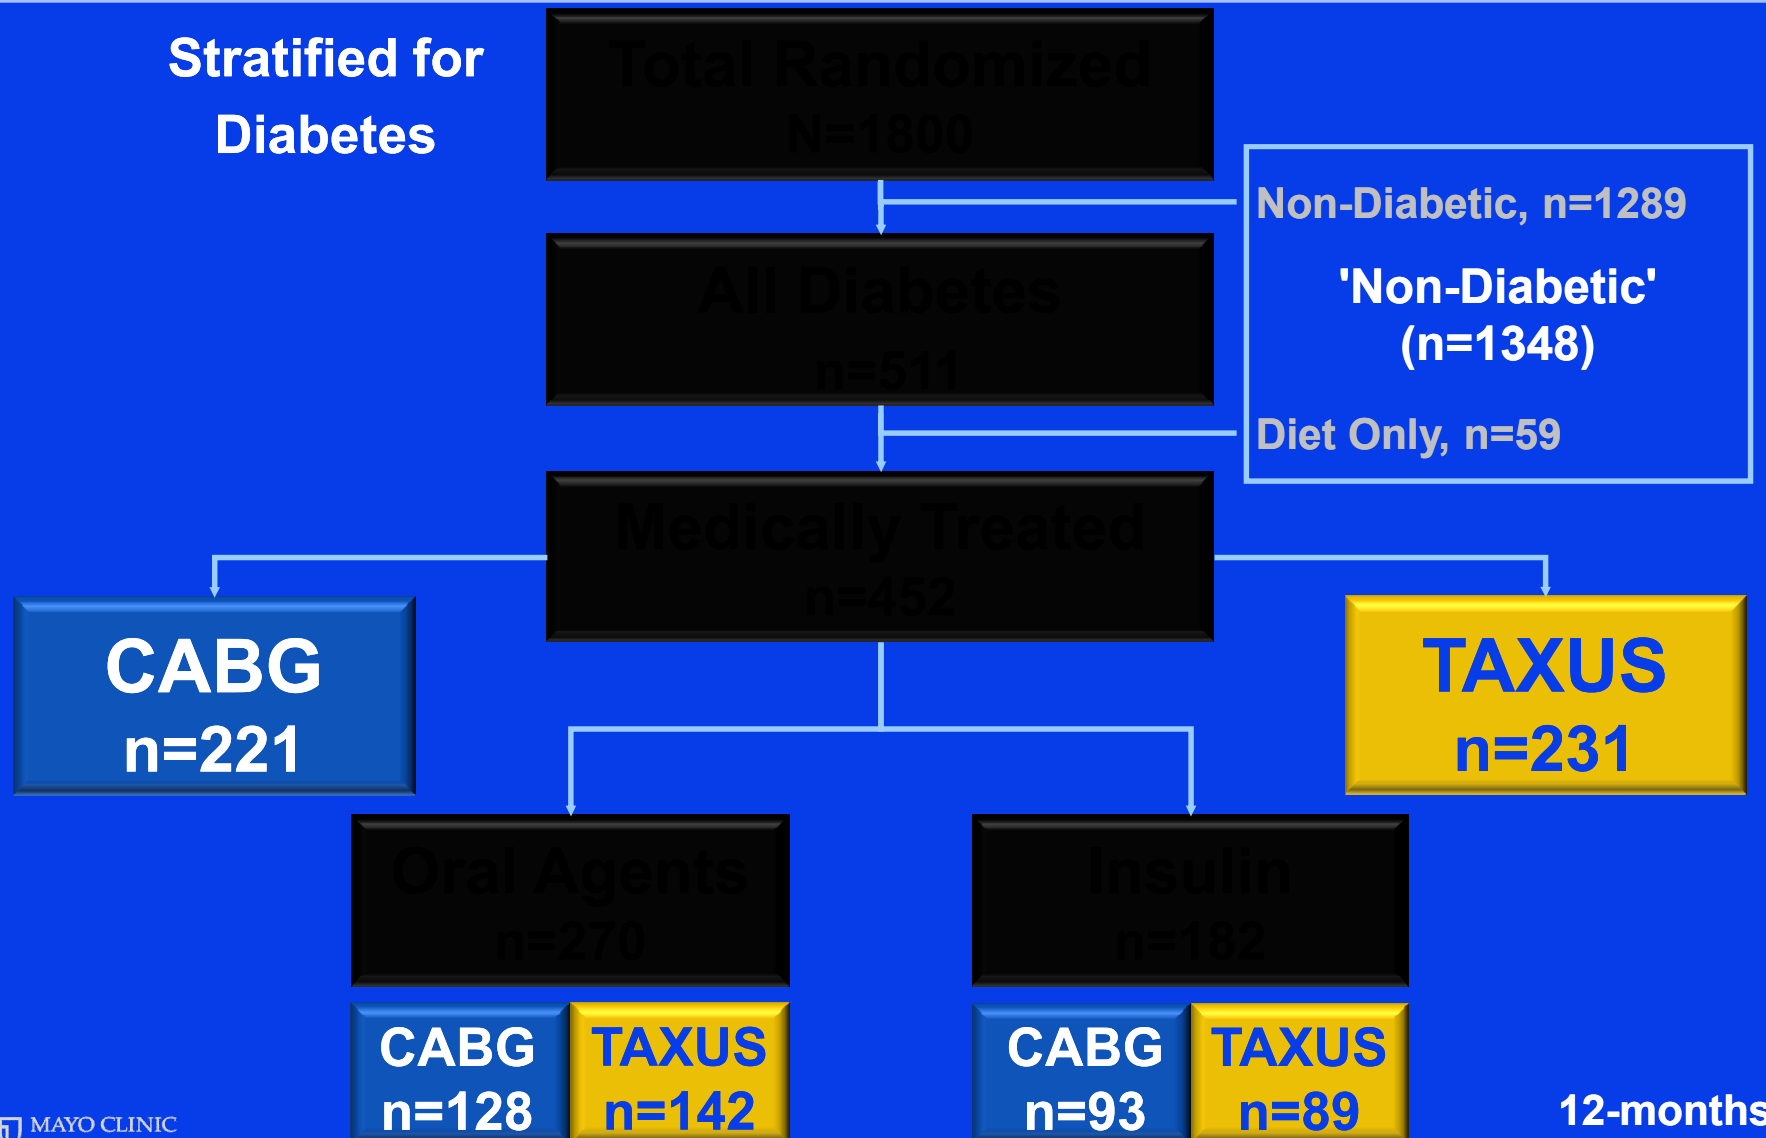 Stratified for
Diabetes
Total Randomized
N=1800
Non-Diabetic, n=1289
'Non-Diabetic'
(n=1348)
All Diabetes
n=511
Diet Only, n=59
Medically Treated
n=452
CABG
n=221
TAXUS
n=231
Oral Agents
n=270
Insulin
n=182
CABG
n=128
TAXUS
n=142
CABG
n=93
TAXUS
n=89
MAYO CLINIC
12-months